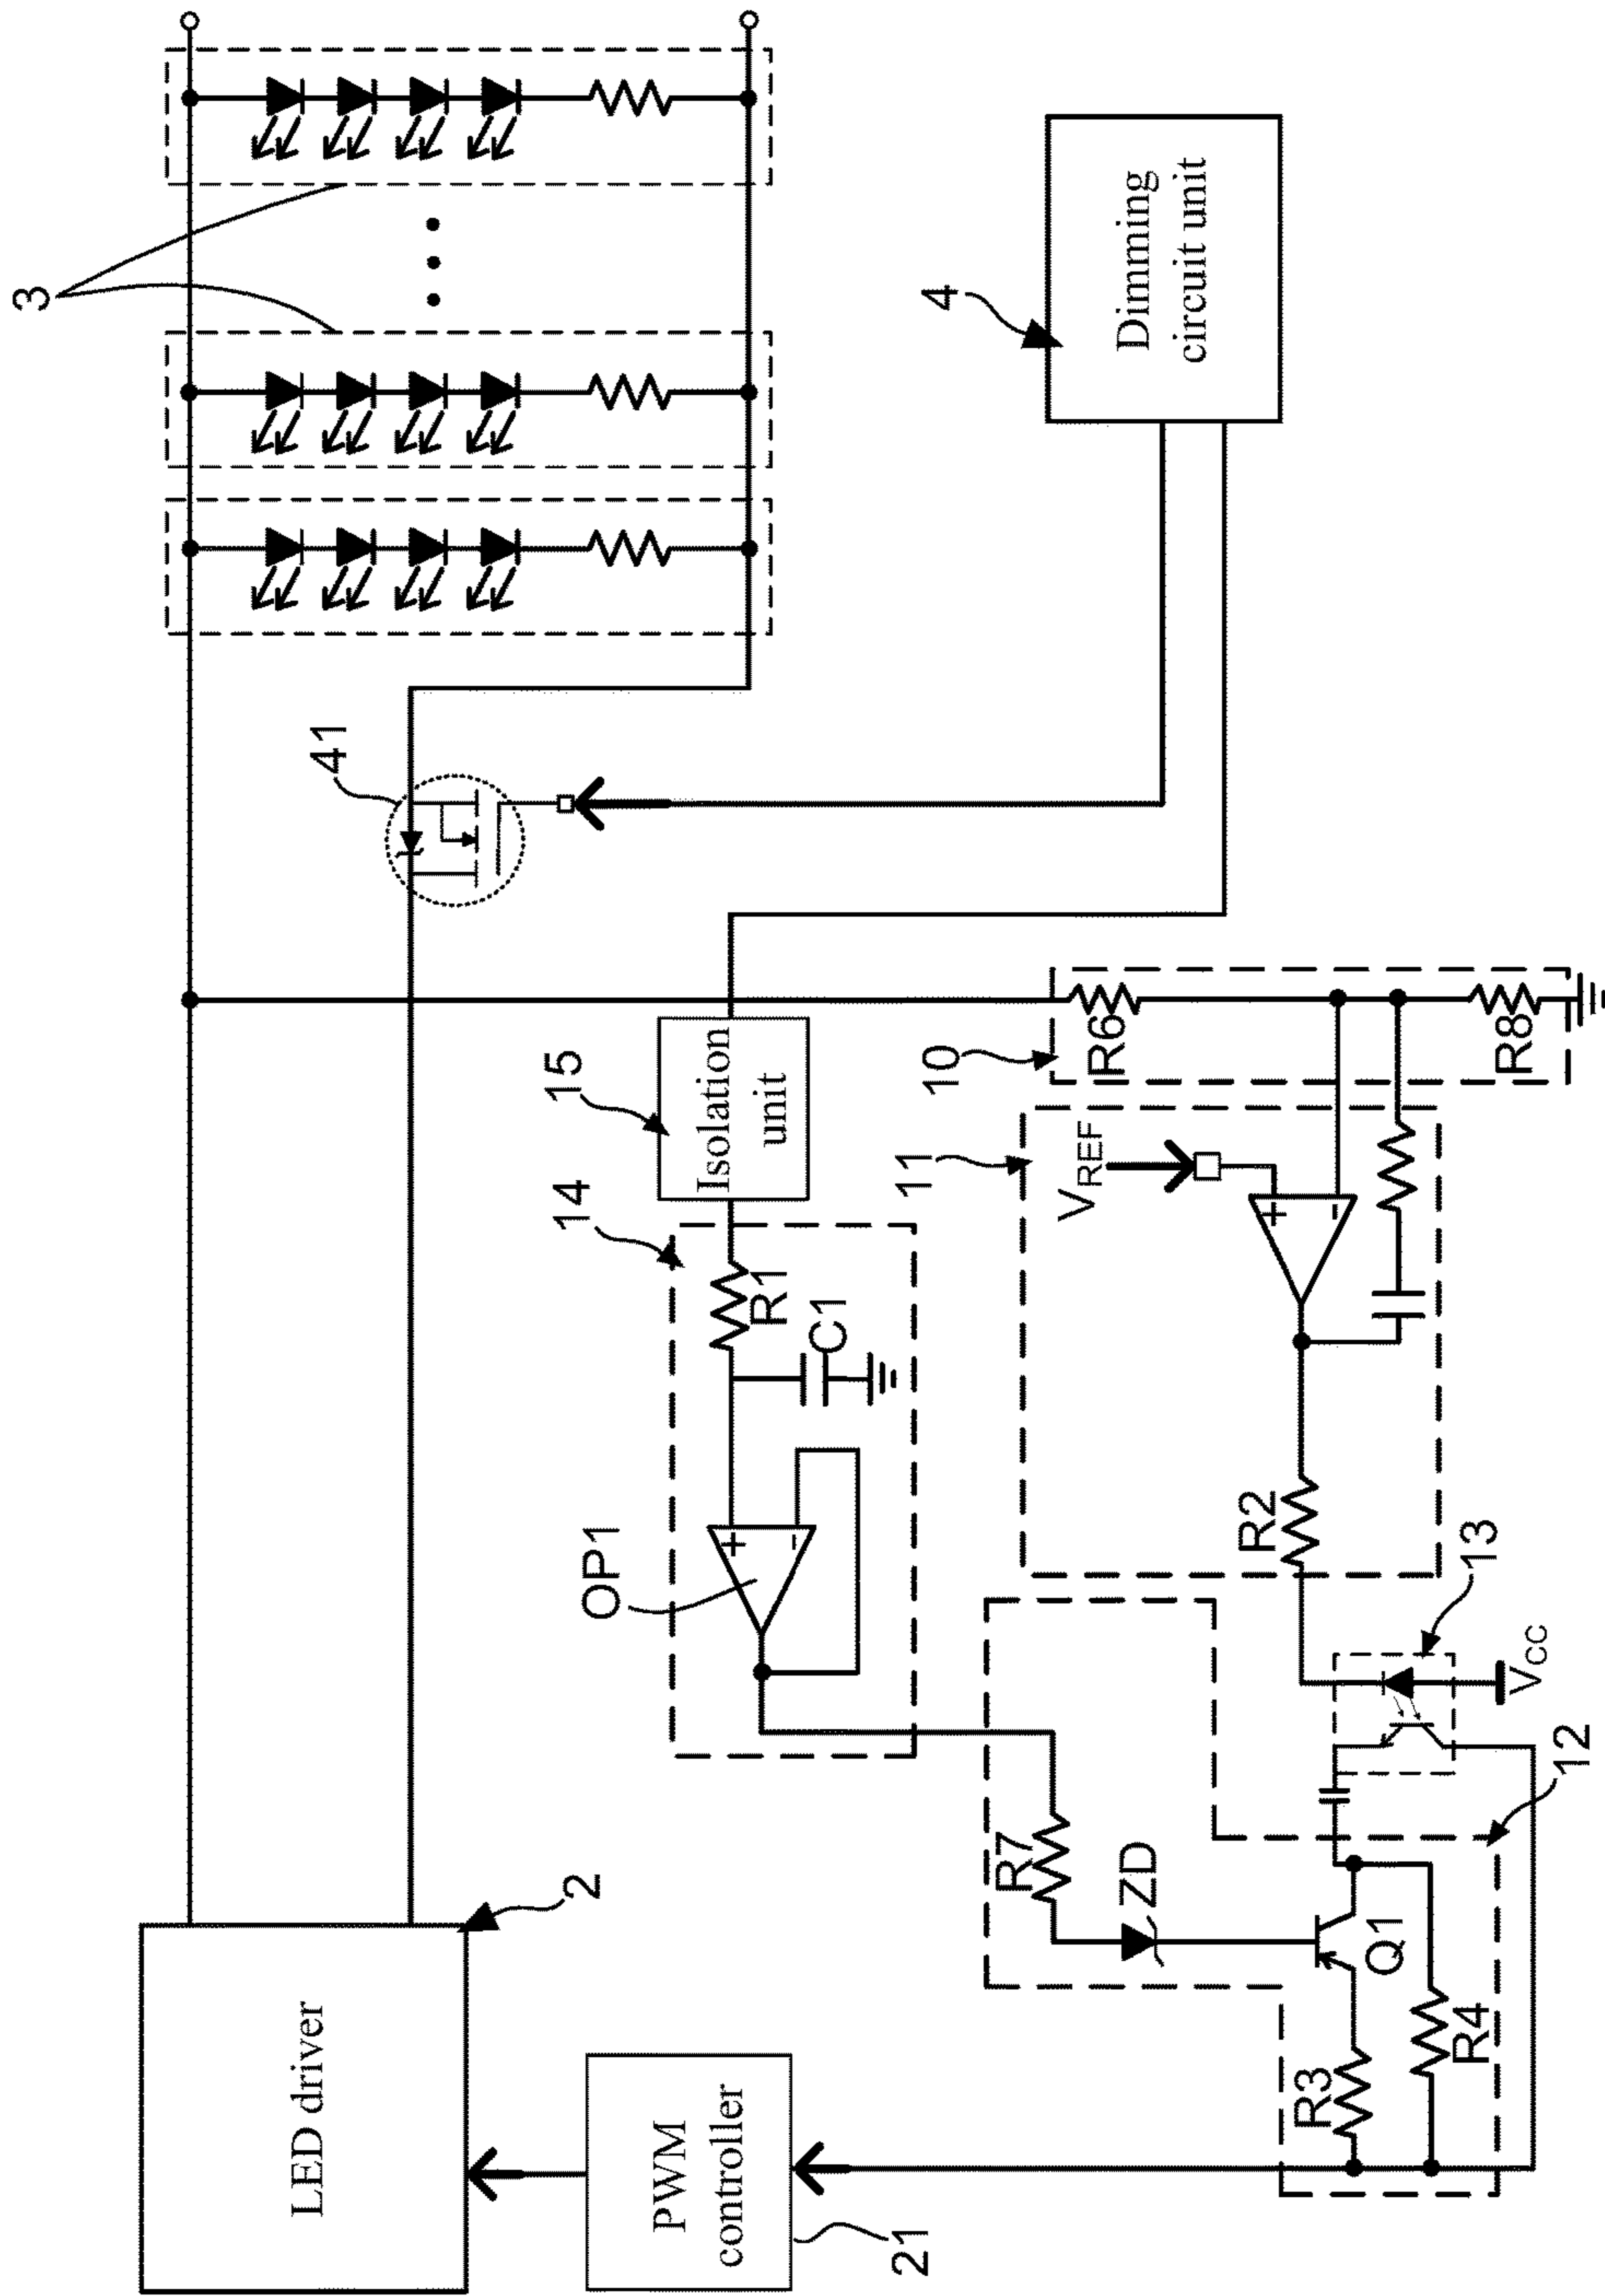 3
LED driver
41
2
14
15
OP1
PWM
controller
Isolation
unit
R1
C1
+
-
21
11
10
4
R7
VREF
R6
ZD
Dimming
circuit unit
R2
+
-
R3
Q1
R4
13
R8
VCC
12